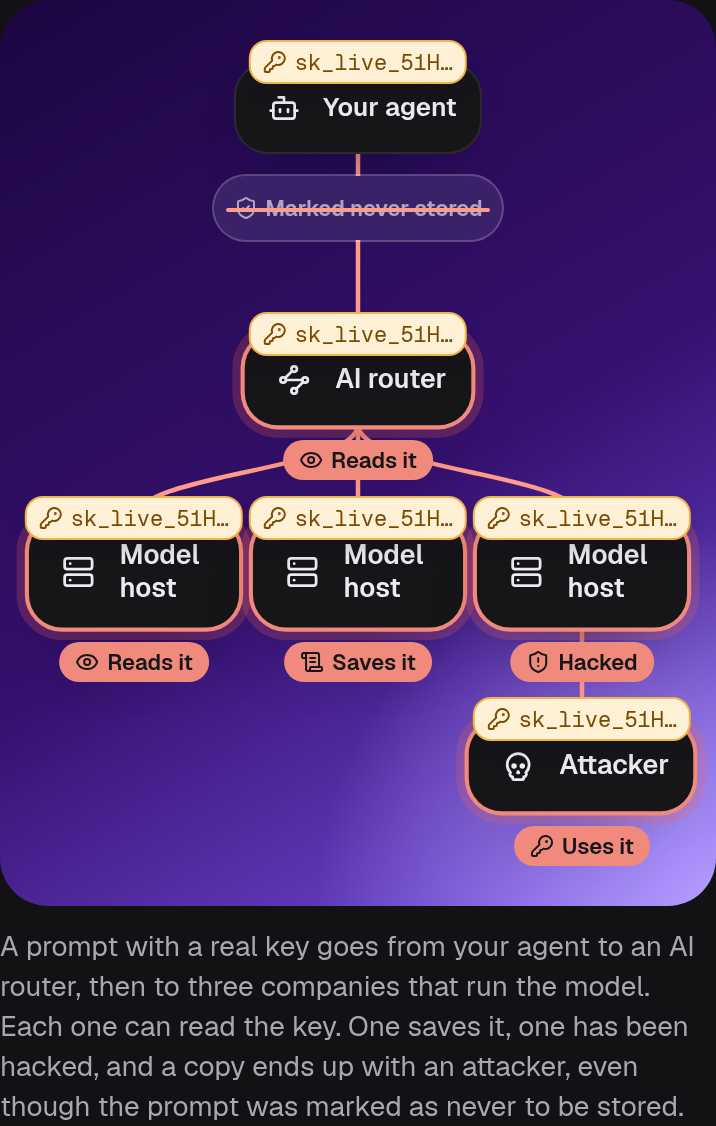 sk_live_51H…
Your agent
Marked never stored
sk_live_51H…
AI router
Reads it
sk_live_51H…
Model
host
Reads it
sk_live_51H…
Model
host
Saves it
sk_live_51H…
Model
host
Hacked
sk_live_51H…
Attacker
Uses it
A prompt with a real key goes from your agent to an AI
router, then to three companies that run the model.
Each one can read the key. One saves it, one has been
hacked, and a copy ends up with an attacker, even
though the prompt was marked as never to be stored.